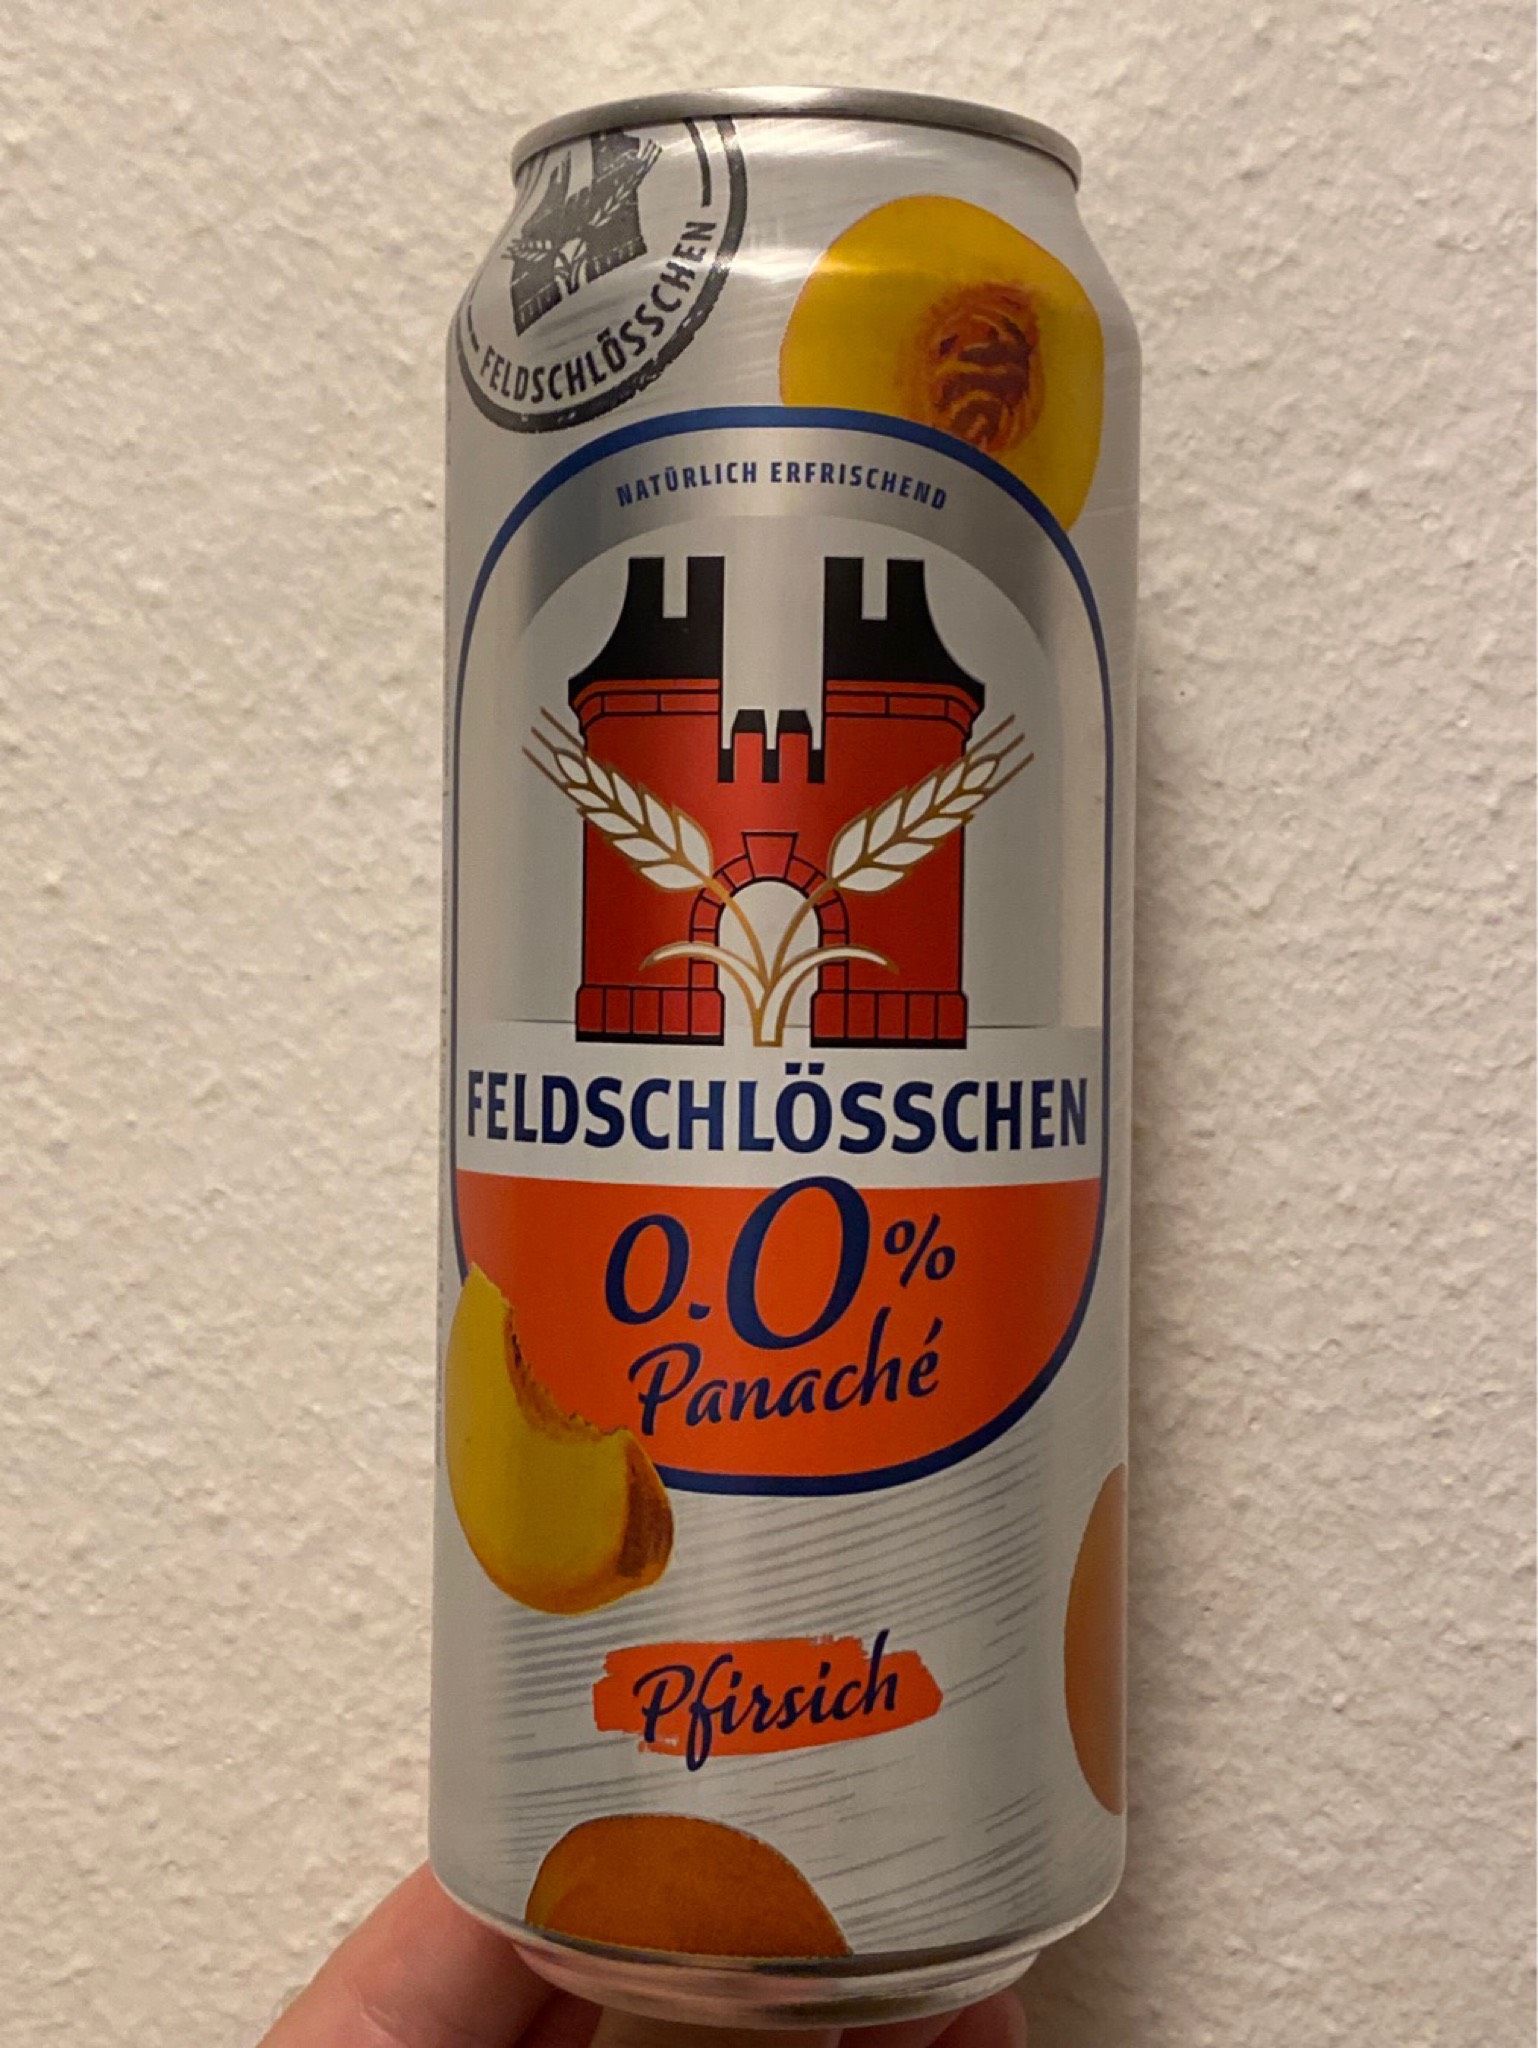 FELDSCHLÖSSCHEN
NATÜRLICH ERFRISCHEND
FELDSCHLÖSSCHEN
0.0%
Panaché
Pfirsich